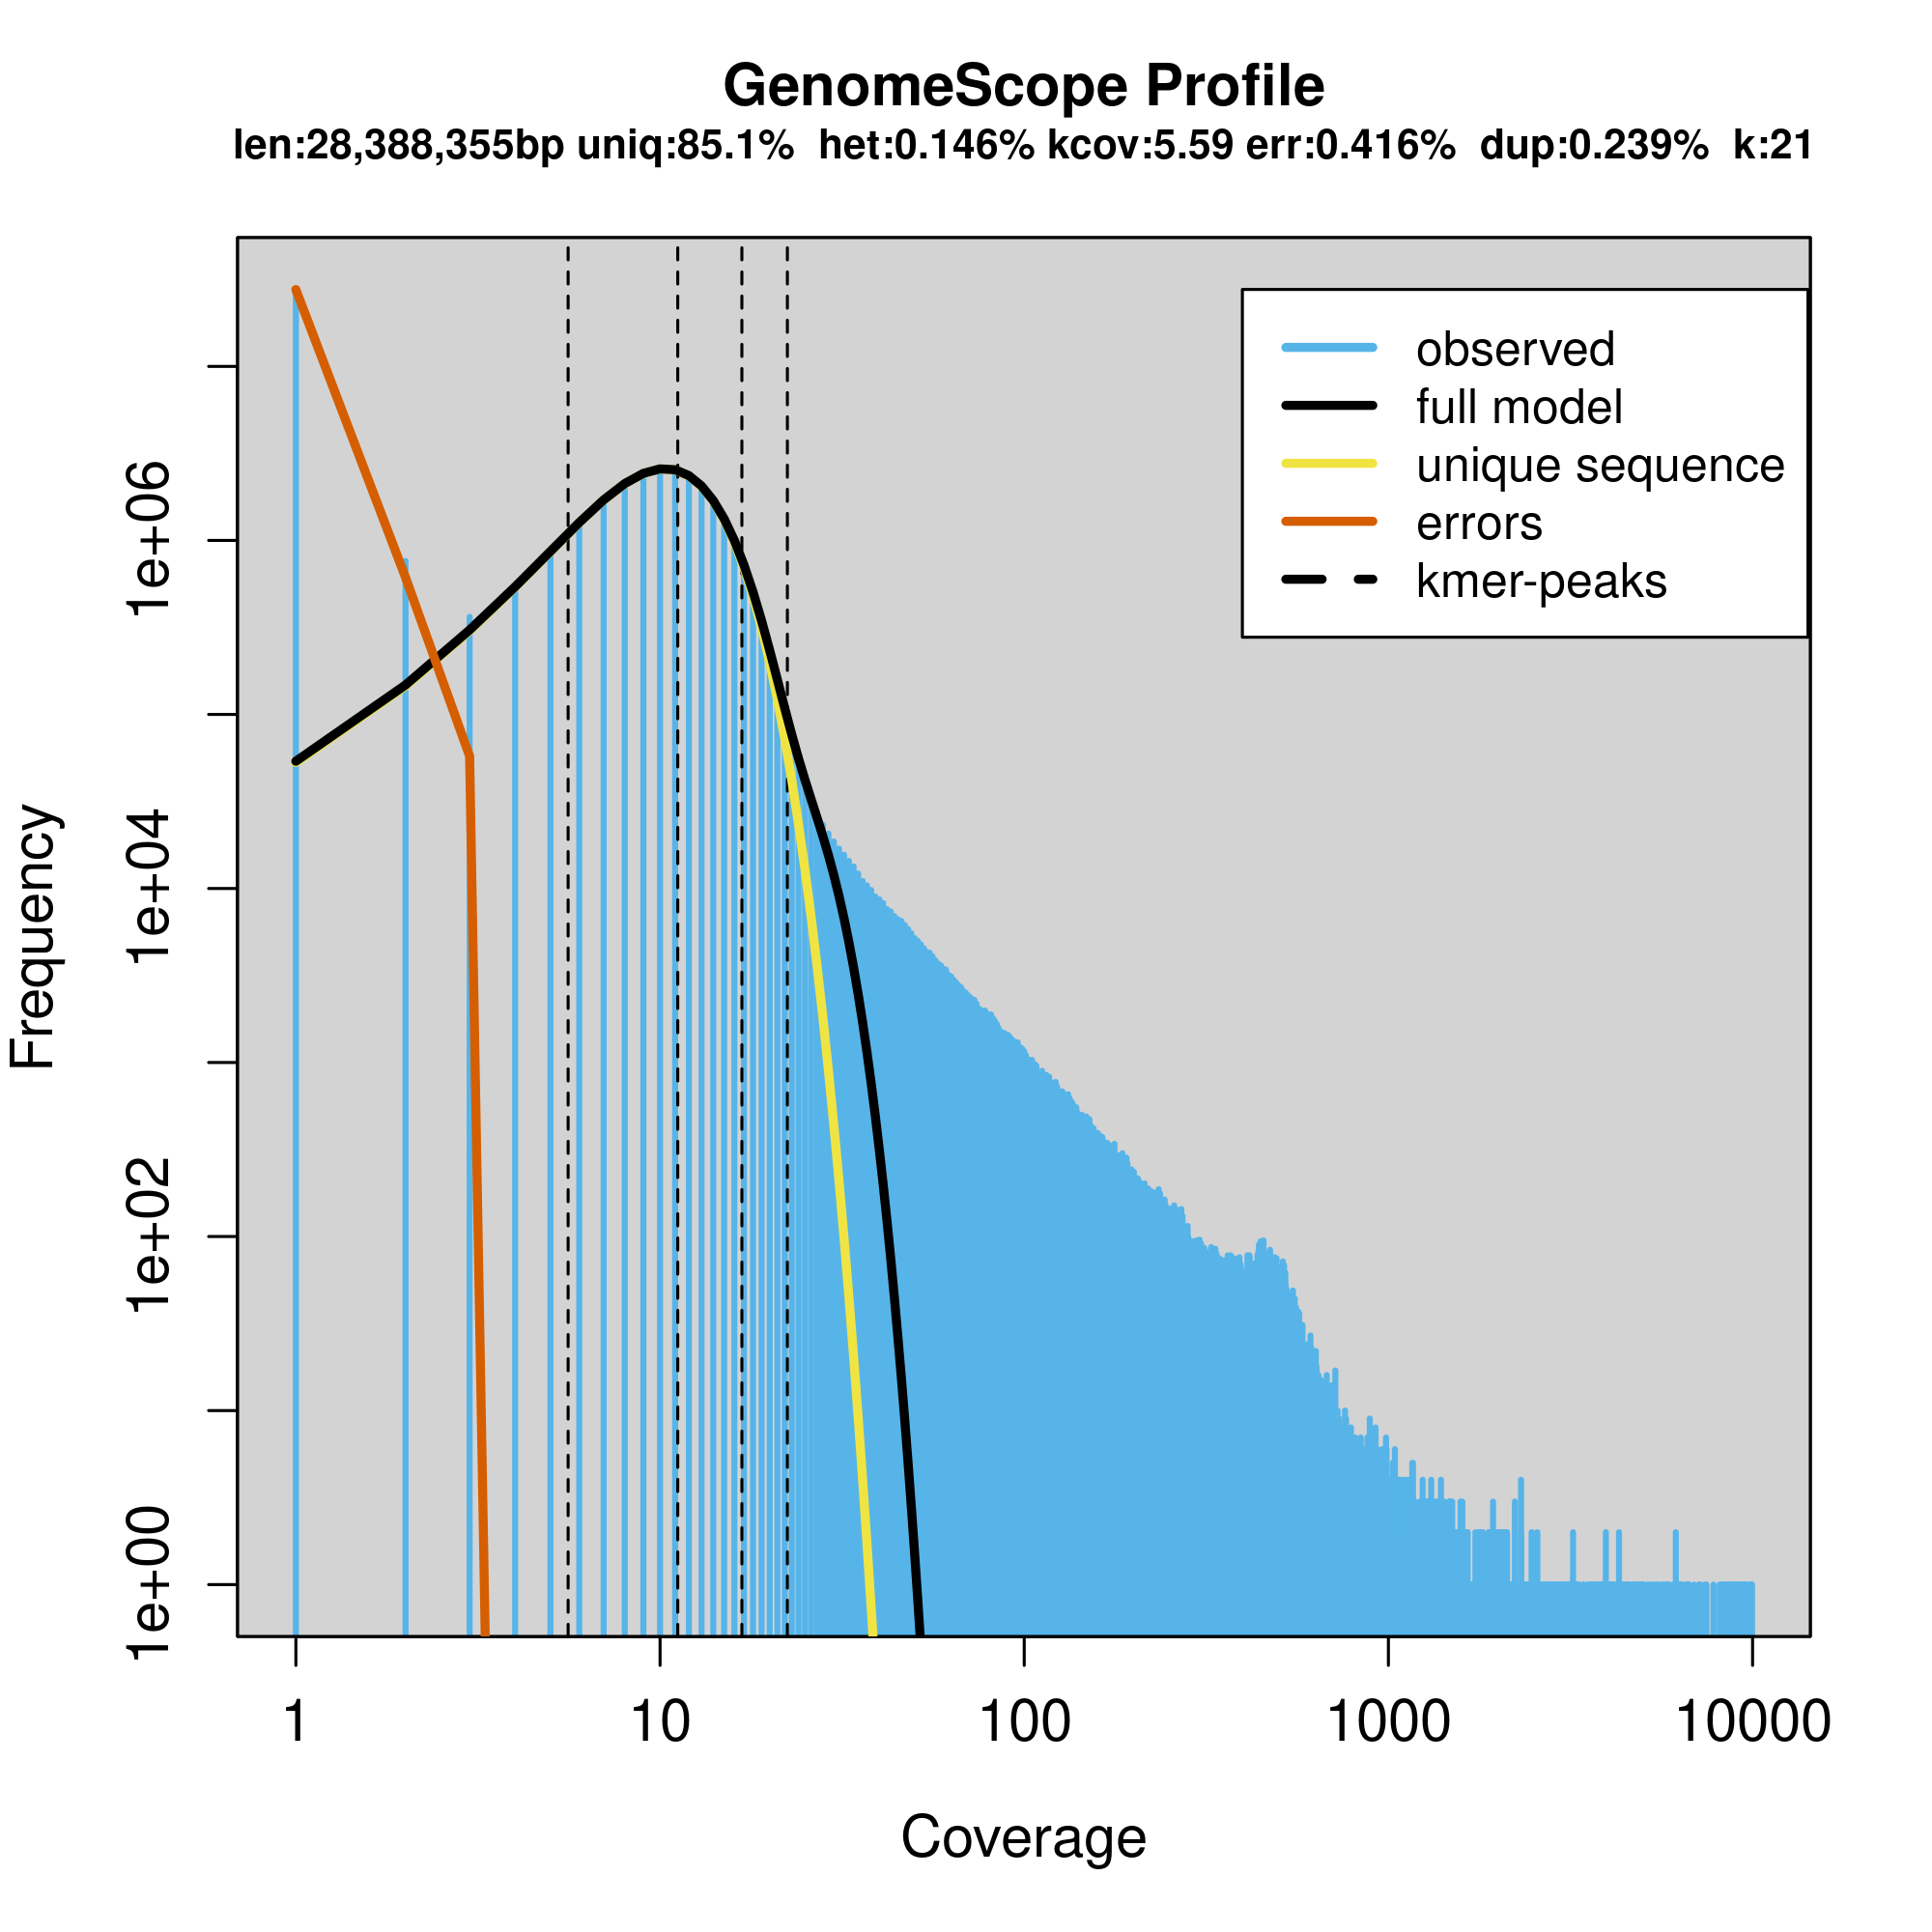 GenomeScope Profile
len:28,388,355bp uniq:85.1% het:0.146% kcov:5.59 err:0.416% dup:0.239% k:21
observed
full model
unique sequence
errors
kmer-peaks
Frequency
1e+06
1e+04
1e+02
1e+00
1 10 100 1000 10000
Coverage